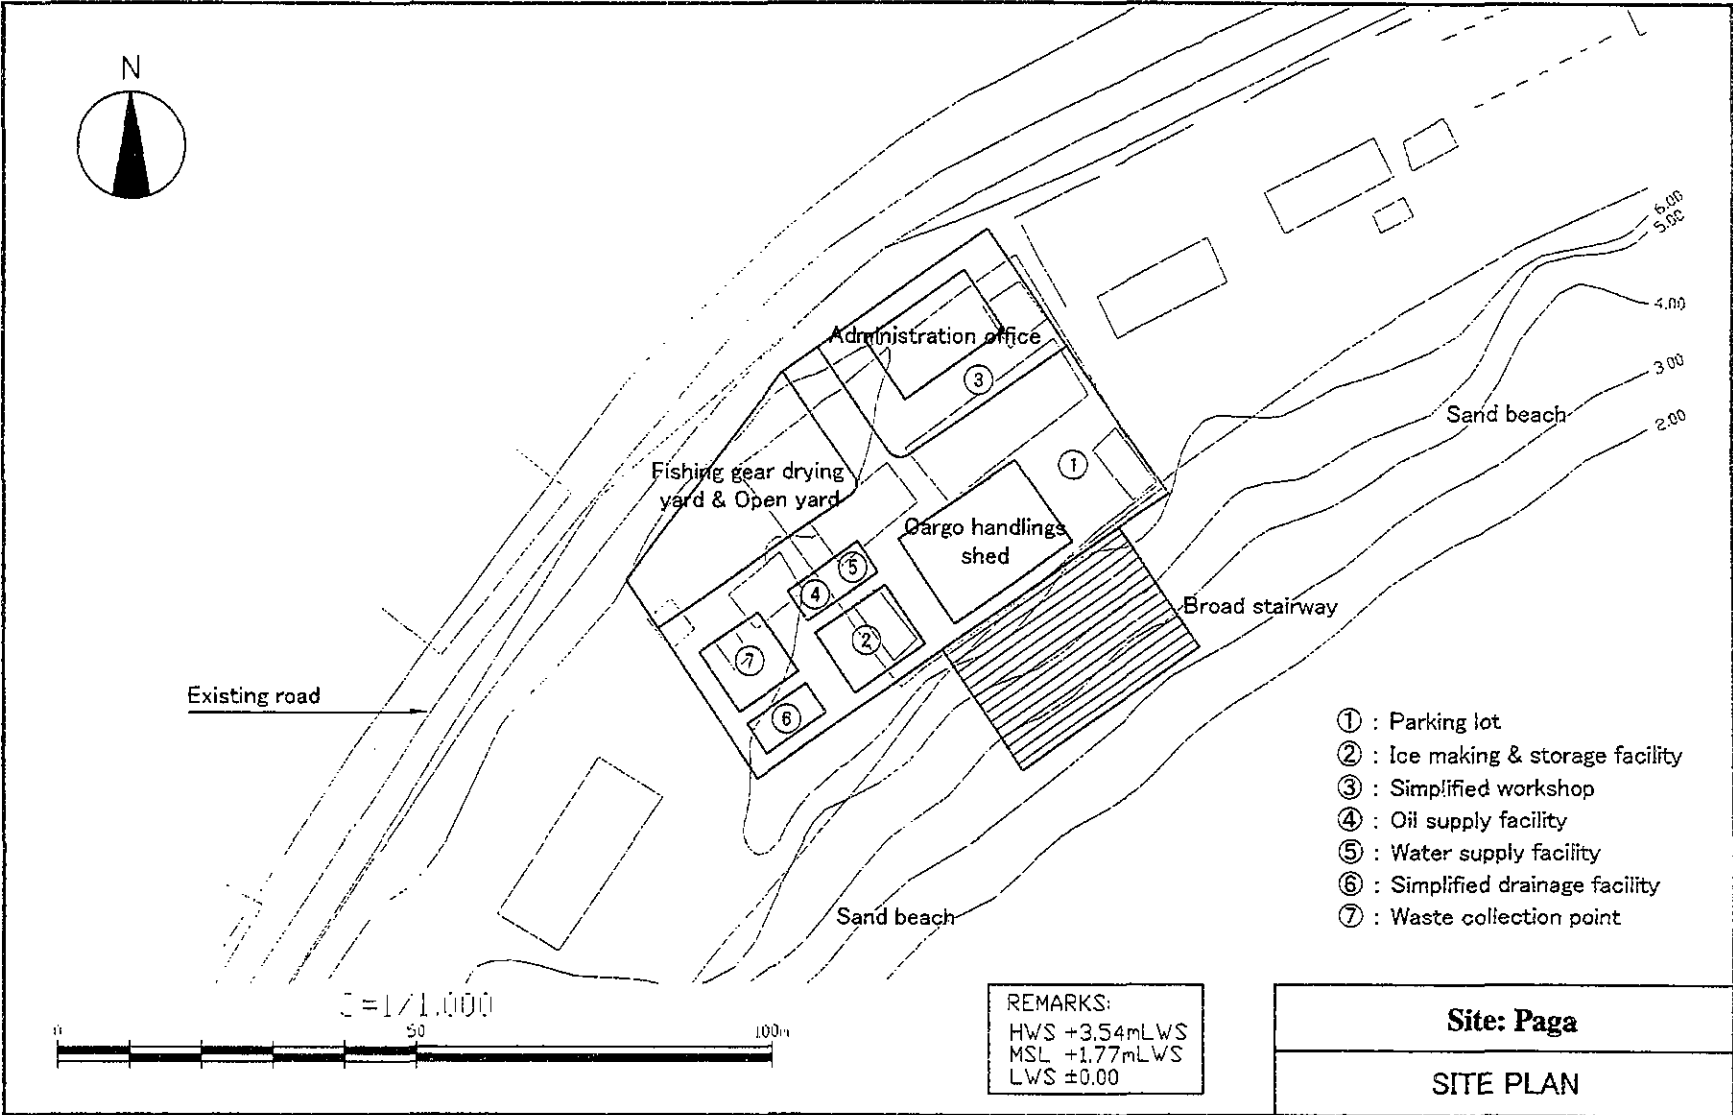 N
6.00
5.00
4.00
3.00
2.00
Administration office
③
Sand beach
Fishing gear drying
yard & Open yard
①
Cargo handlings
shed
⑤
④
②
Broad stairway
⑦
⑥
Existing road
① : Parking lot
② : Ice making & storage facility
③ : Simplified workshop
④ : Oil supply facility
⑤ : Water supply facility
⑥ : Simplified drainage facility
⑦ : Waste collection point
Sand beach
=1/1.000
0 50 100m
REMARKS:
HWS +3.54mLWS
MSL +1.77mLWS
LWS ±0.00
Site: Paga
SITE PLAN